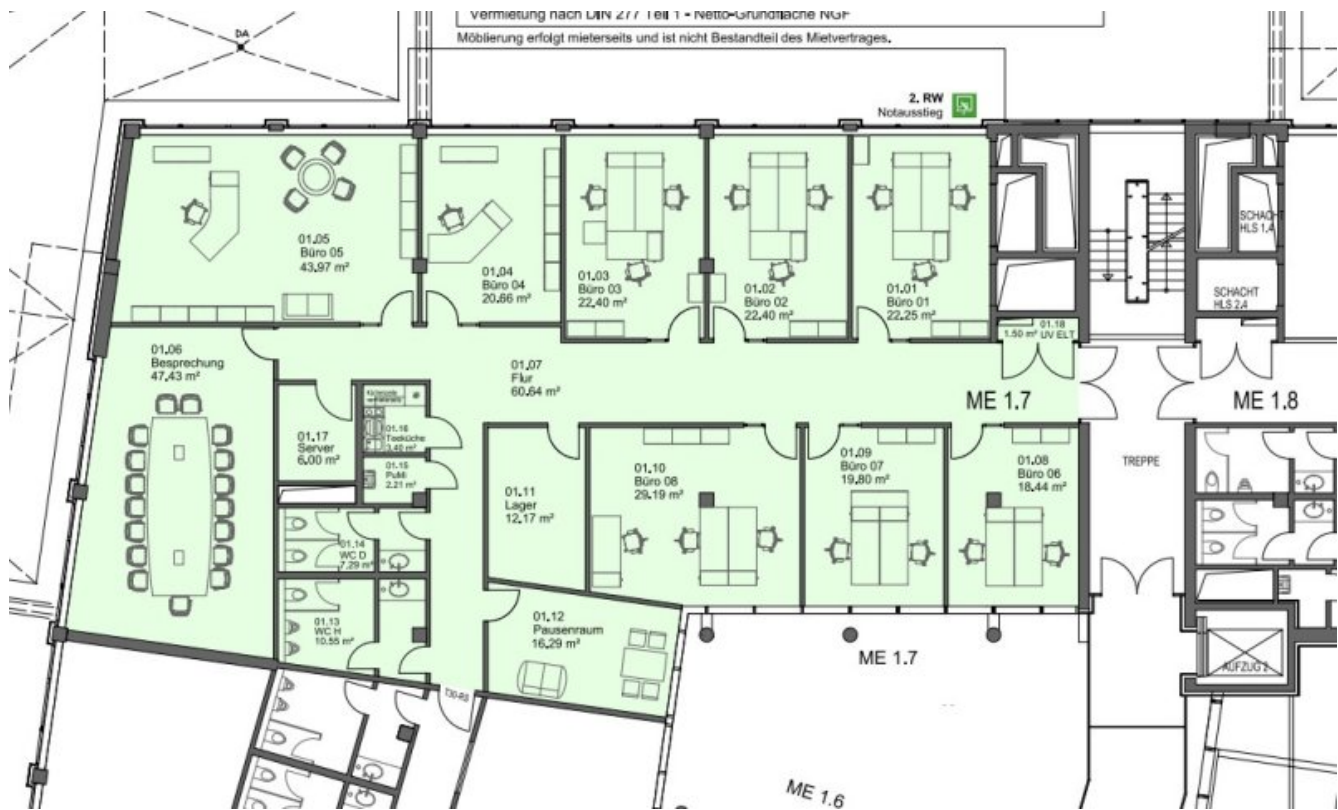 Vermietung nach DIN 277 Teil 1 - Netto-Grundfläche NGF
Möblierung erfolgt mieterseits und ist nicht Bestandteil des Mietvertrages.
DA
2. RW
Notausstieg
01.05
Büro 05
43.97 m²
01.04
Büro 04
20.66 m²
01.03
Büro 03
22.40 m²
01.02
Büro 02
22.40 m²
01.01
Büro 01
22.25 m²
SCHACHT
HLS 1.4
SCHACHT
HLS 2.4
01.18
1.50 m² UV ELT
01.06
Besprechung
47.43 m²
01.07
Flur
60.64 m²
ME 1.7
ME 1.8
01.17
Server
6.00 m²
01.16
Teeküche
3.40 m²
01.15
PuMi
2.21 m²
01.11
Lager
12.17 m²
01.10
Büro 08
29.19 m²
01.09
Büro 07
19.80 m²
01.08
Büro 06
18.44 m²
TREPPE
01.14
WC D
7.29 m²
01.13
WC H
10.55 m²
01.12
Pausenraum
16.29 m²
ME 1.7
AUFZUG 2
T30-RS
ME 1.6